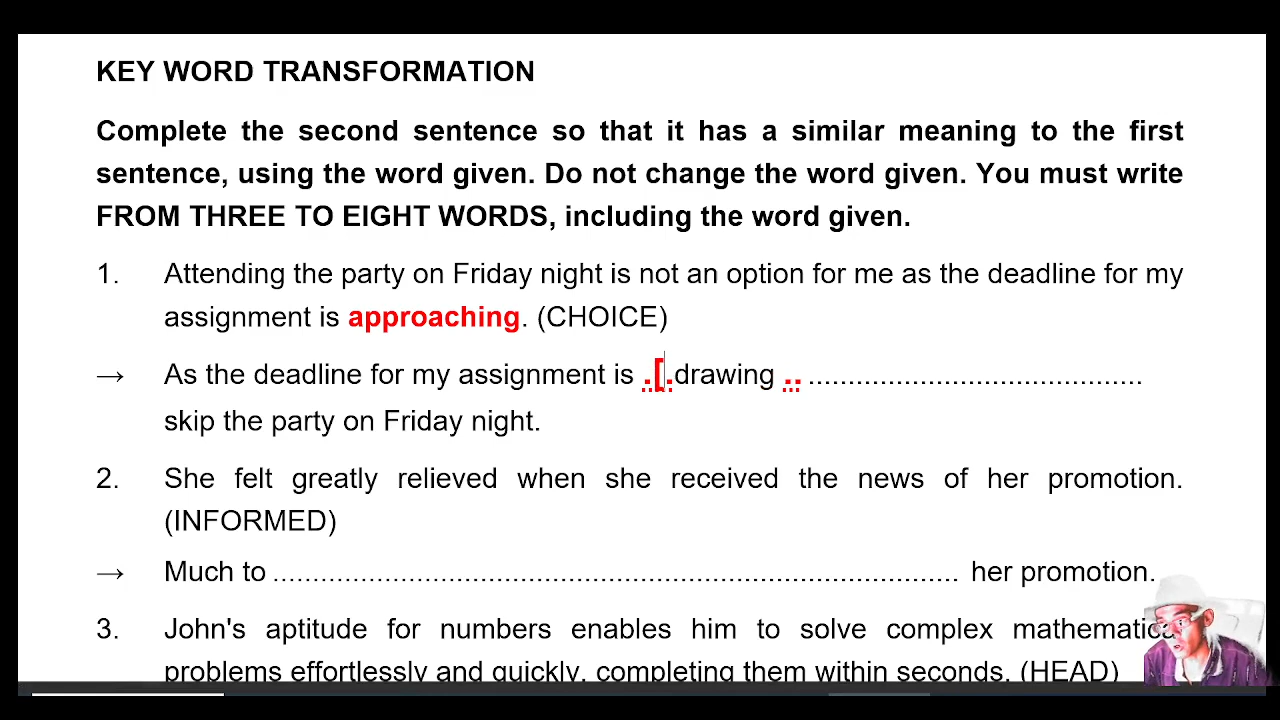 KEY WORD TRANSFORMATION
Complete the second sentence so that it has a similar meaning to the first
sentence, using the word given. Do not change the word given. You must write
FROM THREE TO EIGHT WORDS, including the word given.
1. Attending the party on Friday night is not an option for me as the deadline for my
assignment is approaching. (CHOICE)
→ As the deadline for my assignment is .[.drawing .. ..........................................
skip the party on Friday night.
2. She felt greatly relieved when she received the news of her promotion.
(INFORMED)
→ Much to ...................................................................................... her promotion.
3. John's aptitude for numbers enables him to solve complex mathematical
problems effortlessly and quickly, completing them within seconds. (HEAD)